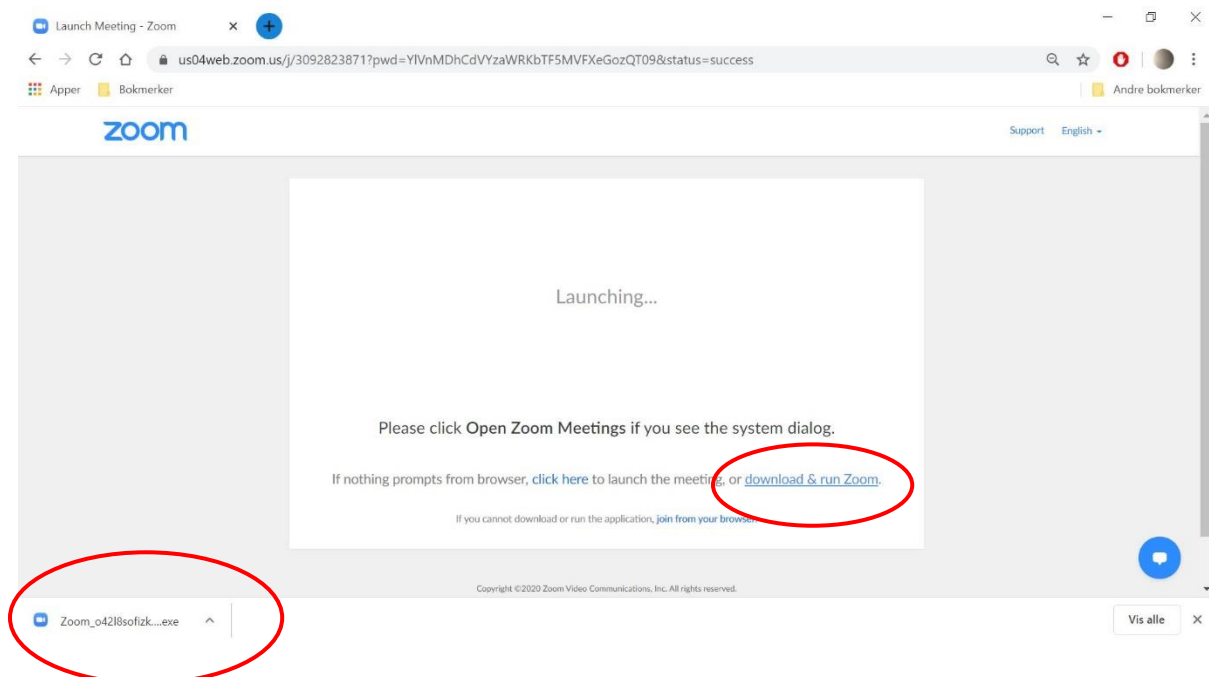 Launch Meeting - Zoom
us04web.zoom.us/j/3092823871?pwd=YlVnMDhCdVYzaWRKbTF5MVFXeGozQT09&status=success
Apper Bokmerker Andre bokmerker
zoom Support English
Launching...
Please click Open Zoom Meetings if you see the system dialog.
If nothing prompts from browser, click here to launch the meeting, or download & run Zoom.
If you cannot download or run the application, join from your browser.
Copyright ©2020 Zoom Video Communications, Inc. All rights reserved.
Zoom_o42l8sofizk....exe Vis alle